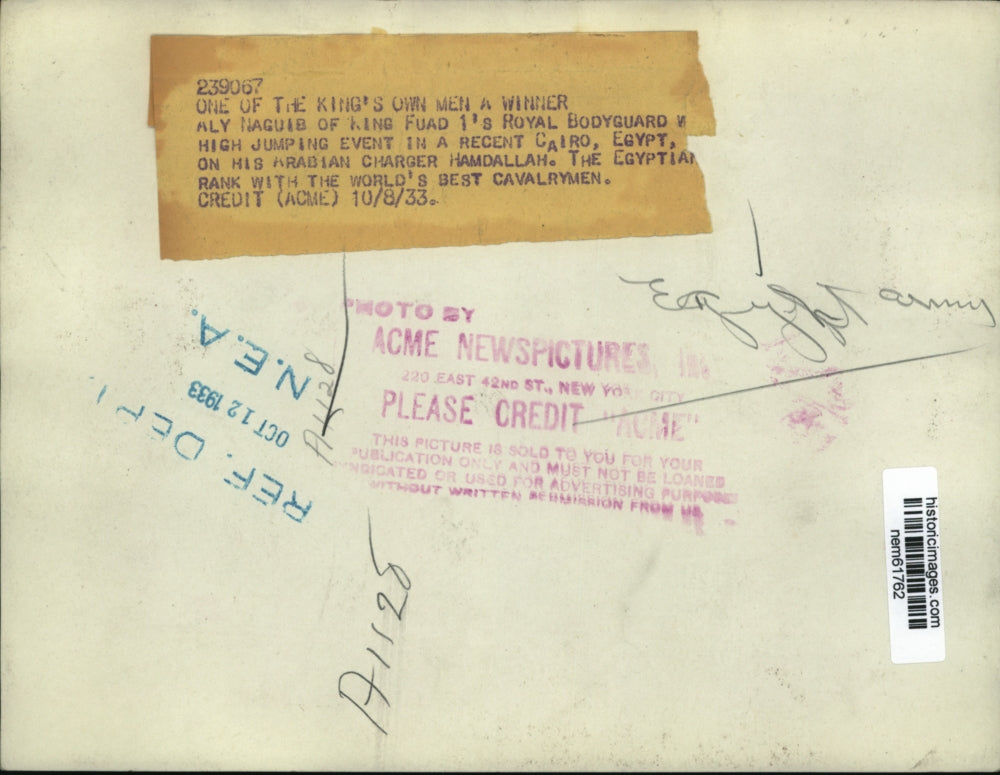 239067
ONE OF THE KING'S OWN MEN A WINNER
ALY NAGUIB OF KING FUAD 1'S ROYAL BODYGUARD W
HIGH JUMPING EVENT IN A RECENT CAIRO, EGYPT,
ON HIS ARABIAN CHARGER HAMDALLAH. THE EGYPTIAN
RANK WITH THE WORLD'S BEST CAVALRYMEN.
CREDIT (ACME) 10/8/33.
army
PHOTO BY
ACME NEWSPICTURES, INC
220 EAST 42ND ST., NEW YORK CITY
PLEASE CREDIT "ACME"
THIS PICTURE IS SOLD TO YOU FOR YOUR
PUBLICATION ONLY AND MUST NOT BE LOANED
SYNDICATED OR USED FOR ADVERTISING PURPOSES
WITHOUT WRITTEN PERMISSION FROM US
REF. DEPT
OCT 12 1933
N.E.A.
A1128
A1128
historicimages.com
nem61762